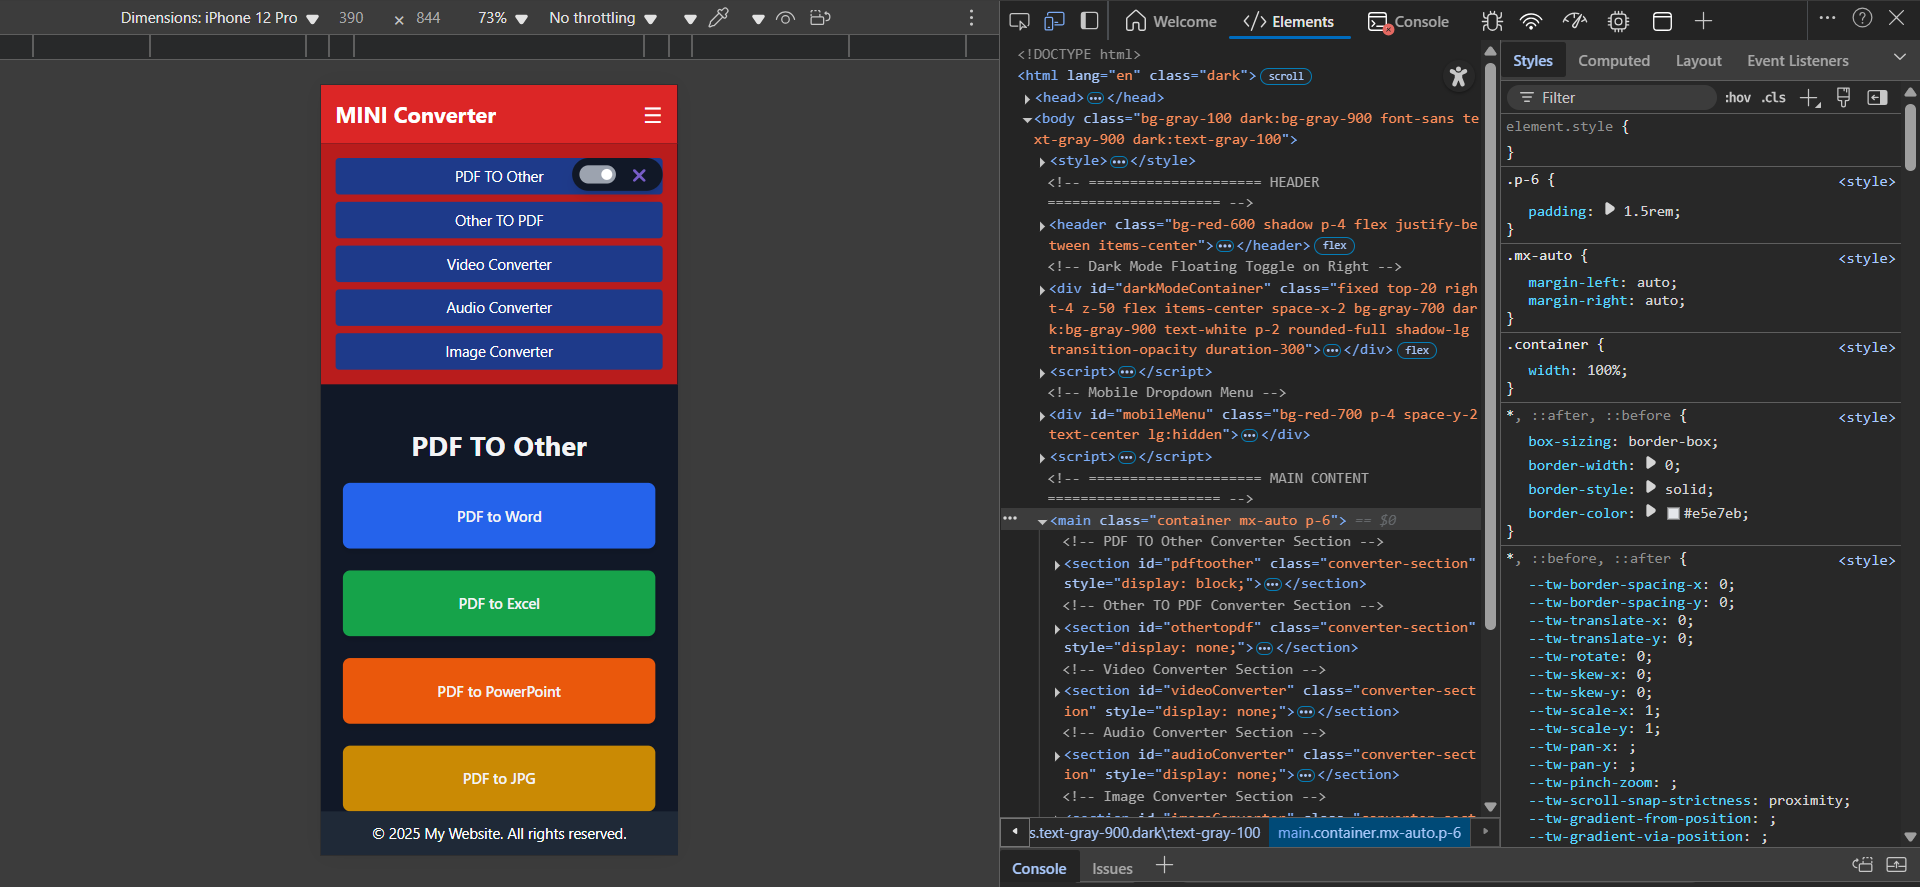 Dimensions: iPhone 12 Pro ▼ 390 × 844 73% ▼ No throttling ▼
MINI Converter ☰
PDF TO Other
Other TO PDF
Video Converter
Audio Converter
Image Converter
PDF TO Other
PDF to Word
PDF to Excel
PDF to PowerPoint
PDF to JPG
© 2025 My Website. All rights reserved.
Welcome </> Elements Console
<!DOCTYPE html>
<html lang="en" class="dark"> scroll
<head> ••• </head>
<body class="bg-gray-100 dark:bg-gray-900 font-sans te
xt-gray-900 dark:text-gray-100">
<style> ••• </style>
<!-- ===================== HEADER
===================== -->
<header class="bg-red-600 shadow p-4 flex justify-be
tween items-center"> ••• </header> flex
<!-- Dark Mode Floating Toggle on Right -->
<div id="darkModeContainer" class="fixed top-20 righ
t-4 z-50 flex items-center space-x-2 bg-gray-700 dar
k:bg-gray-900 text-white p-2 rounded-full shadow-lg
transition-opacity duration-300"> ••• </div> flex
<script> ••• </script>
<!-- Mobile Dropdown Menu -->
<div id="mobileMenu" class="bg-red-700 p-4 space-y-2
text-center lg:hidden"> ••• </div>
<script> ••• </script>
<!-- ===================== MAIN CONTENT
===================== -->
••• <main class="container mx-auto p-6"> == $0
<!-- PDF TO Other Converter Section -->
<section id="pdftoother" class="converter-section"
style="display: block;"> ••• </section>
<!-- Other TO PDF Converter Section -->
<section id="othertopdf" class="converter-section"
style="display: none;"> ••• </section>
<!-- Video Converter Section -->
<section id="videoConverter" class="converter-sect
ion" style="display: none;"> ••• </section>
<!-- Audio Converter Section -->
<section id="audioConverter" class="converter-sect
ion" style="display: none;"> ••• </section>
<!-- Image Converter Section -->
s.text-gray-900.dark\:text-gray-100 main.container.mx-auto.p-6
Styles Computed Layout Event Listeners
Filter :hov .cls
element.style {
}
.p-6 { <style>
padding: 1.5rem;
}
.mx-auto { <style>
margin-left: auto;
margin-right: auto;
}
.container { <style>
width: 100%;
}
*, ::after, ::before { <style>
box-sizing: border-box;
border-width: 0;
border-style: solid;
border-color: #e5e7eb;
}
*, ::before, ::after { <style>
--tw-border-spacing-x: 0;
--tw-border-spacing-y: 0;
--tw-translate-x: 0;
--tw-translate-y: 0;
--tw-rotate: 0;
--tw-skew-x: 0;
--tw-skew-y: 0;
--tw-scale-x: 1;
--tw-scale-y: 1;
--tw-pan-x: ;
--tw-pan-y: ;
--tw-pinch-zoom: ;
--tw-scroll-snap-strictness: proximity;
--tw-gradient-from-position: ;
--tw-gradient-via-position: ;
Console Issues